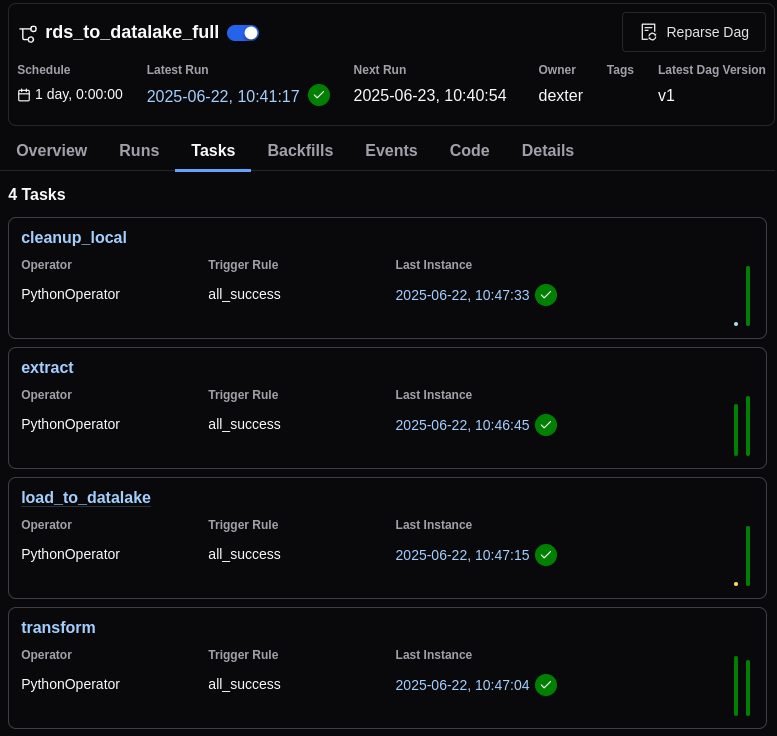 rds_to_datalake_full
Reparse Dag
Schedule Latest Run Next Run Owner Tags Latest Dag Version
1 day, 0:00:00 2025-06-22, 10:41:17 2025-06-23, 10:40:54 dexter v1
Overview Runs Tasks Backfills Events Code Details
4 Tasks
cleanup_local
Operator Trigger Rule Last Instance
PythonOperator all_success 2025-06-22, 10:47:33
extract
Operator Trigger Rule Last Instance
PythonOperator all_success 2025-06-22, 10:46:45
load_to_datalake
Operator Trigger Rule Last Instance
PythonOperator all_success 2025-06-22, 10:47:15
transform
Operator Trigger Rule Last Instance
PythonOperator all_success 2025-06-22, 10:47:04